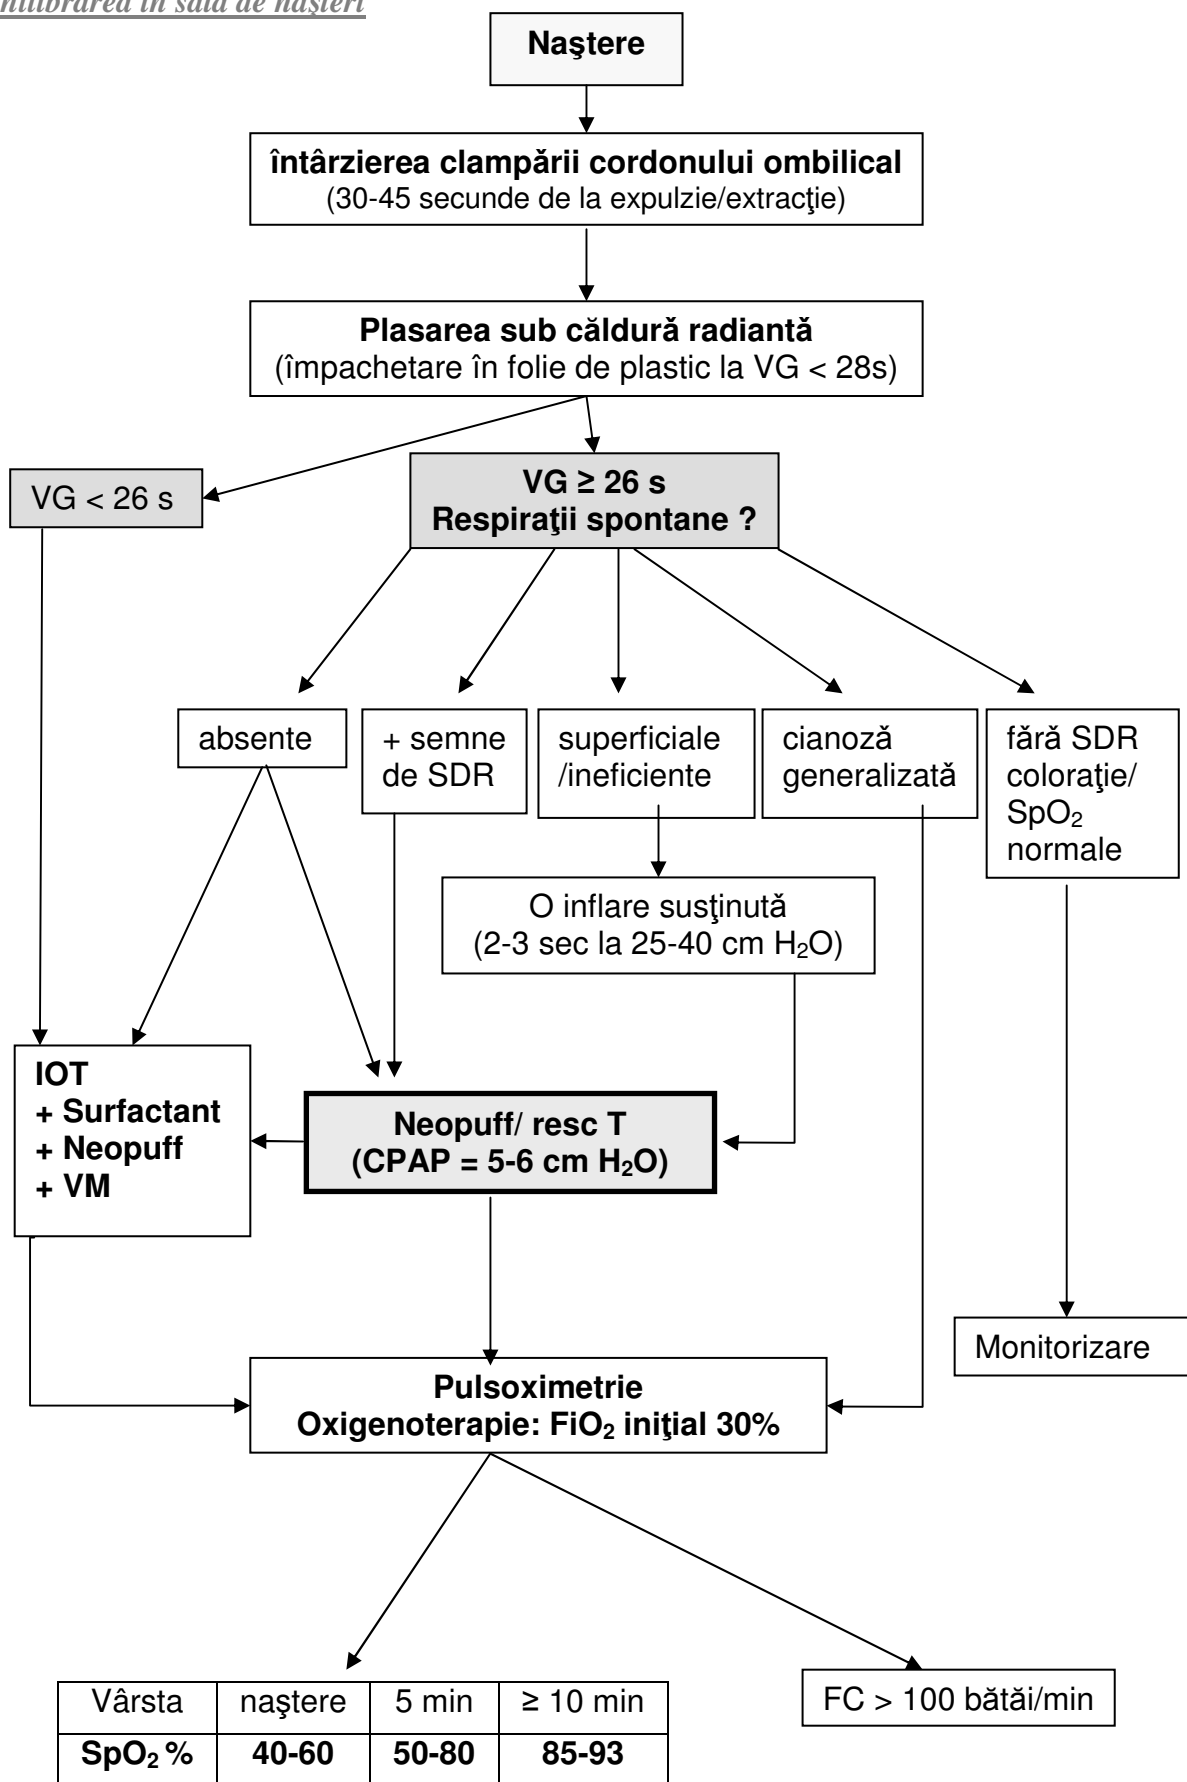 în sala de naşteri
Naştere
întârzierea clampării cordonului ombilical
(30-45 secunde de la expulzie/extracţie)
Plasarea sub căldură radiantă
(împachetare în folie de plastic la VG < 28s)
VG < 26 s
VG ≥ 26 s
Respiraţii spontane ?
absente
+ semne
de SDR
superficiale
/ineficiente
cianoză
generalizată
fără SDR
coloraţie/
SpO₂
normale
O inflare susţinută
(2-3 sec la 25-40 cm H₂O)
IOT
+ Surfactant
+ Neopuff
+ VM
Neopuff/ resc T
(CPAP = 5-6 cm H₂O)
Monitorizare
Pulsoximetrie
Oxigenoterapie: FiO₂ iniţial 30%
FC > 100 bătăi/min
Vârsta naştere 5 min ≥ 10 min
SpO₂ % 40-60 50-80 85-93